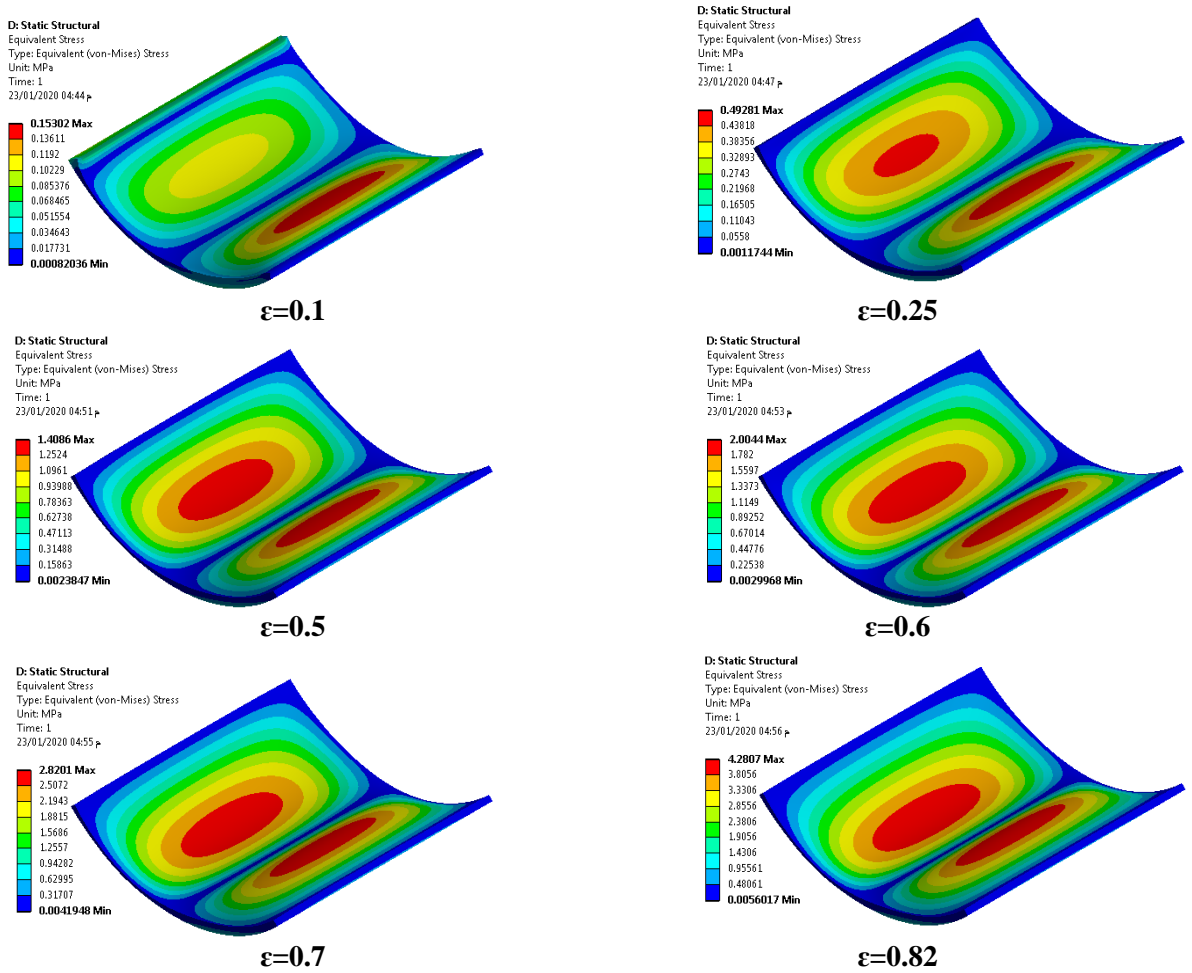 D: Static Structural
Equivalent Stress
Type: Equivalent (von-Mises) Stress
Unit: MPa
Time: 1
23/01/2020 04:44 م
0.15302 Max
0.13611
0.1192
0.10229
0.085376
0.068465
0.051554
0.034643
0.017731
0.00082036 Min
ε=0.1
D: Static Structural
Equivalent Stress
Type: Equivalent (von-Mises) Stress
Unit: MPa
Time: 1
23/01/2020 04:47 م
0.49281 Max
0.43818
0.38356
0.32893
0.2743
0.21968
0.16505
0.11043
0.0558
0.0011744 Min
ε=0.25
D: Static Structural
Equivalent Stress
Type: Equivalent (von-Mises) Stress
Unit: MPa
Time: 1
23/01/2020 04:51 م
1.4086 Max
1.2524
1.0961
0.93988
0.78363
0.62738
0.47113
0.31488
0.15863
0.0023847 Min
ε=0.5
D: Static Structural
Equivalent Stress
Type: Equivalent (von-Mises) Stress
Unit: MPa
Time: 1
23/01/2020 04:53 م
2.0044 Max
1.782
1.5597
1.3373
1.1149
0.89252
0.67014
0.44776
0.22538
0.0029968 Min
ε=0.6
D: Static Structural
Equivalent Stress
Type: Equivalent (von-Mises) Stress
Unit: MPa
Time: 1
23/01/2020 04:55 م
2.8201 Max
2.5072
2.1943
1.8815
1.5686
1.2557
0.94282
0.62995
0.31707
0.0041948 Min
ε=0.7
D: Static Structural
Equivalent Stress
Type: Equivalent (von-Mises) Stress
Unit: MPa
Time: 1
23/01/2020 04:56 م
4.2807 Max
3.8056
3.3306
2.8556
2.3806
1.9056
1.4306
0.95561
0.48061
0.0056017 Min
ε=0.82